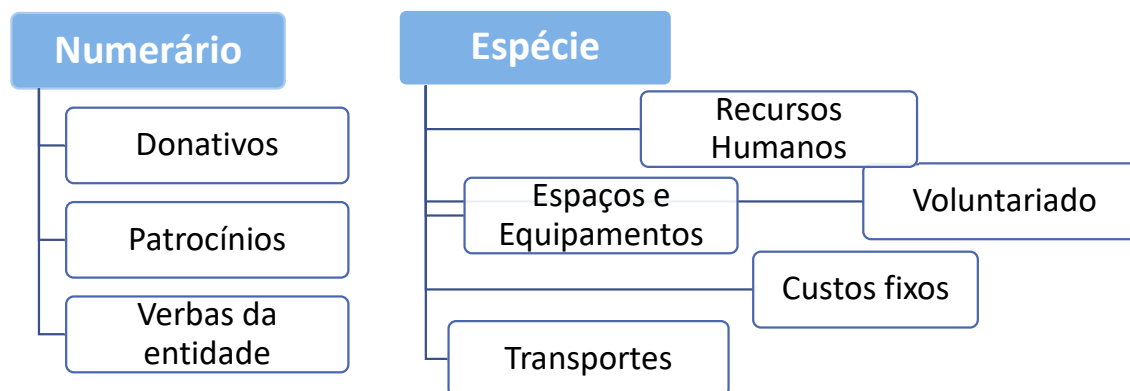 Numerário
Donativos
Patrocínios
Verbas da
entidade
Espécie
Recursos
Humanos
Espaços e
Equipamentos
Voluntariado
Custos fixos
Transportes